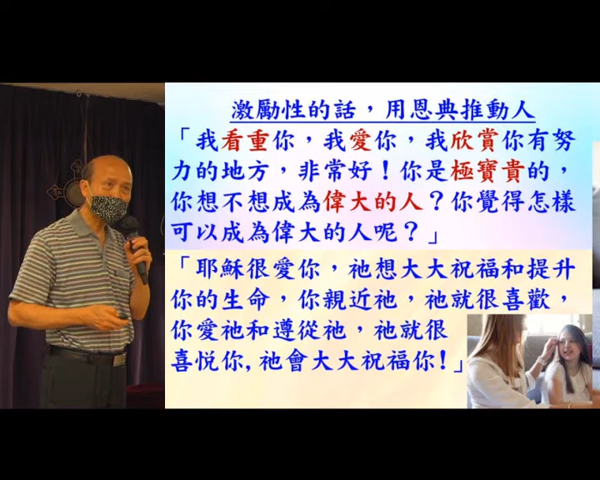 激勵性的話，用恩典推動人
「我看重你，我愛你，我欣賞你有努
力的地方，非常好！你是極寶貴的，
你想不想成為偉大的人？你覺得怎樣
可以成為偉大的人呢？」
「耶穌很愛你，祂想大大祝福和提升
你的生命，你親近祂，祂就很喜歡，
你愛祂和遵從祂，祂就很
喜悅你,祂會大大祝福你!」